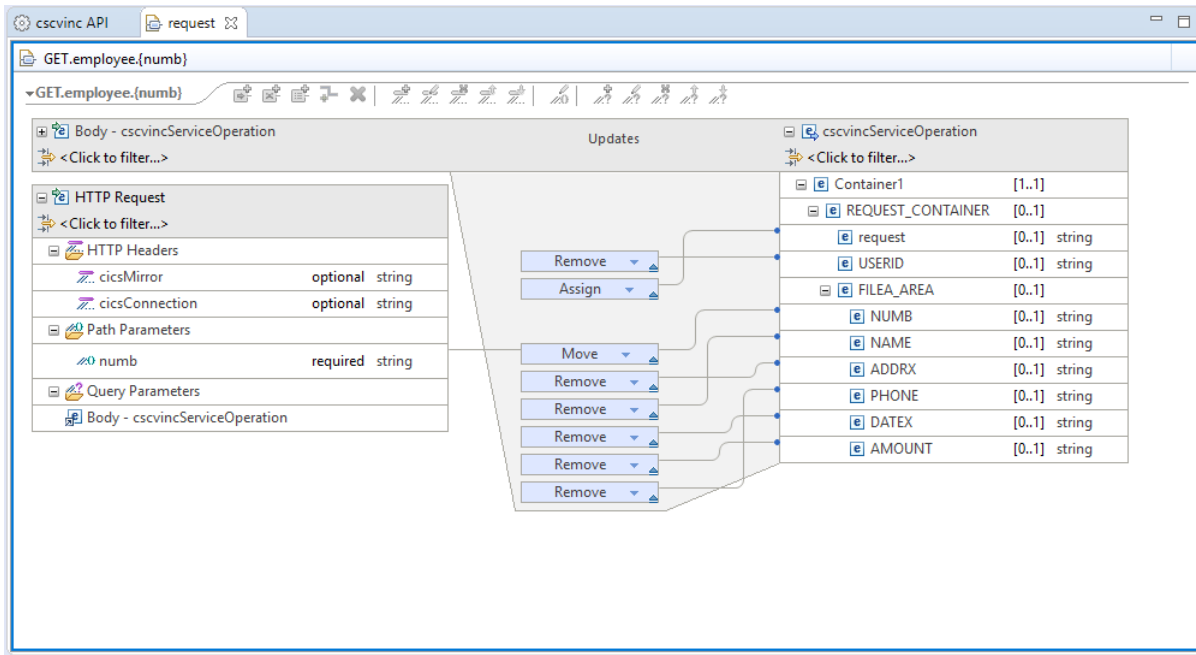 cscvinc API
request
GET.employee.{numb}
GET.employee.{numb}
Body - cscvincServiceOperation
<Click to filter...>
Updates
cscvincServiceOperation
<Click to filter...>
HTTP Request
<Click to filter...>
HTTP Headers
cicsMirror optional string
cicsConnection optional string
Path Parameters
numb required string
Query Parameters
Body - cscvincServiceOperation
Remove
Assign
Move
Remove
Remove
Remove
Remove
Remove
Container1 [1..1]
REQUEST_CONTAINER [0..1]
request [0..1] string
USERID [0..1] string
FILEA_AREA [0..1]
NUMB [0..1] string
NAME [0..1] string
ADDRX [0..1] string
PHONE [0..1] string
DATEX [0..1] string
AMOUNT [0..1] string